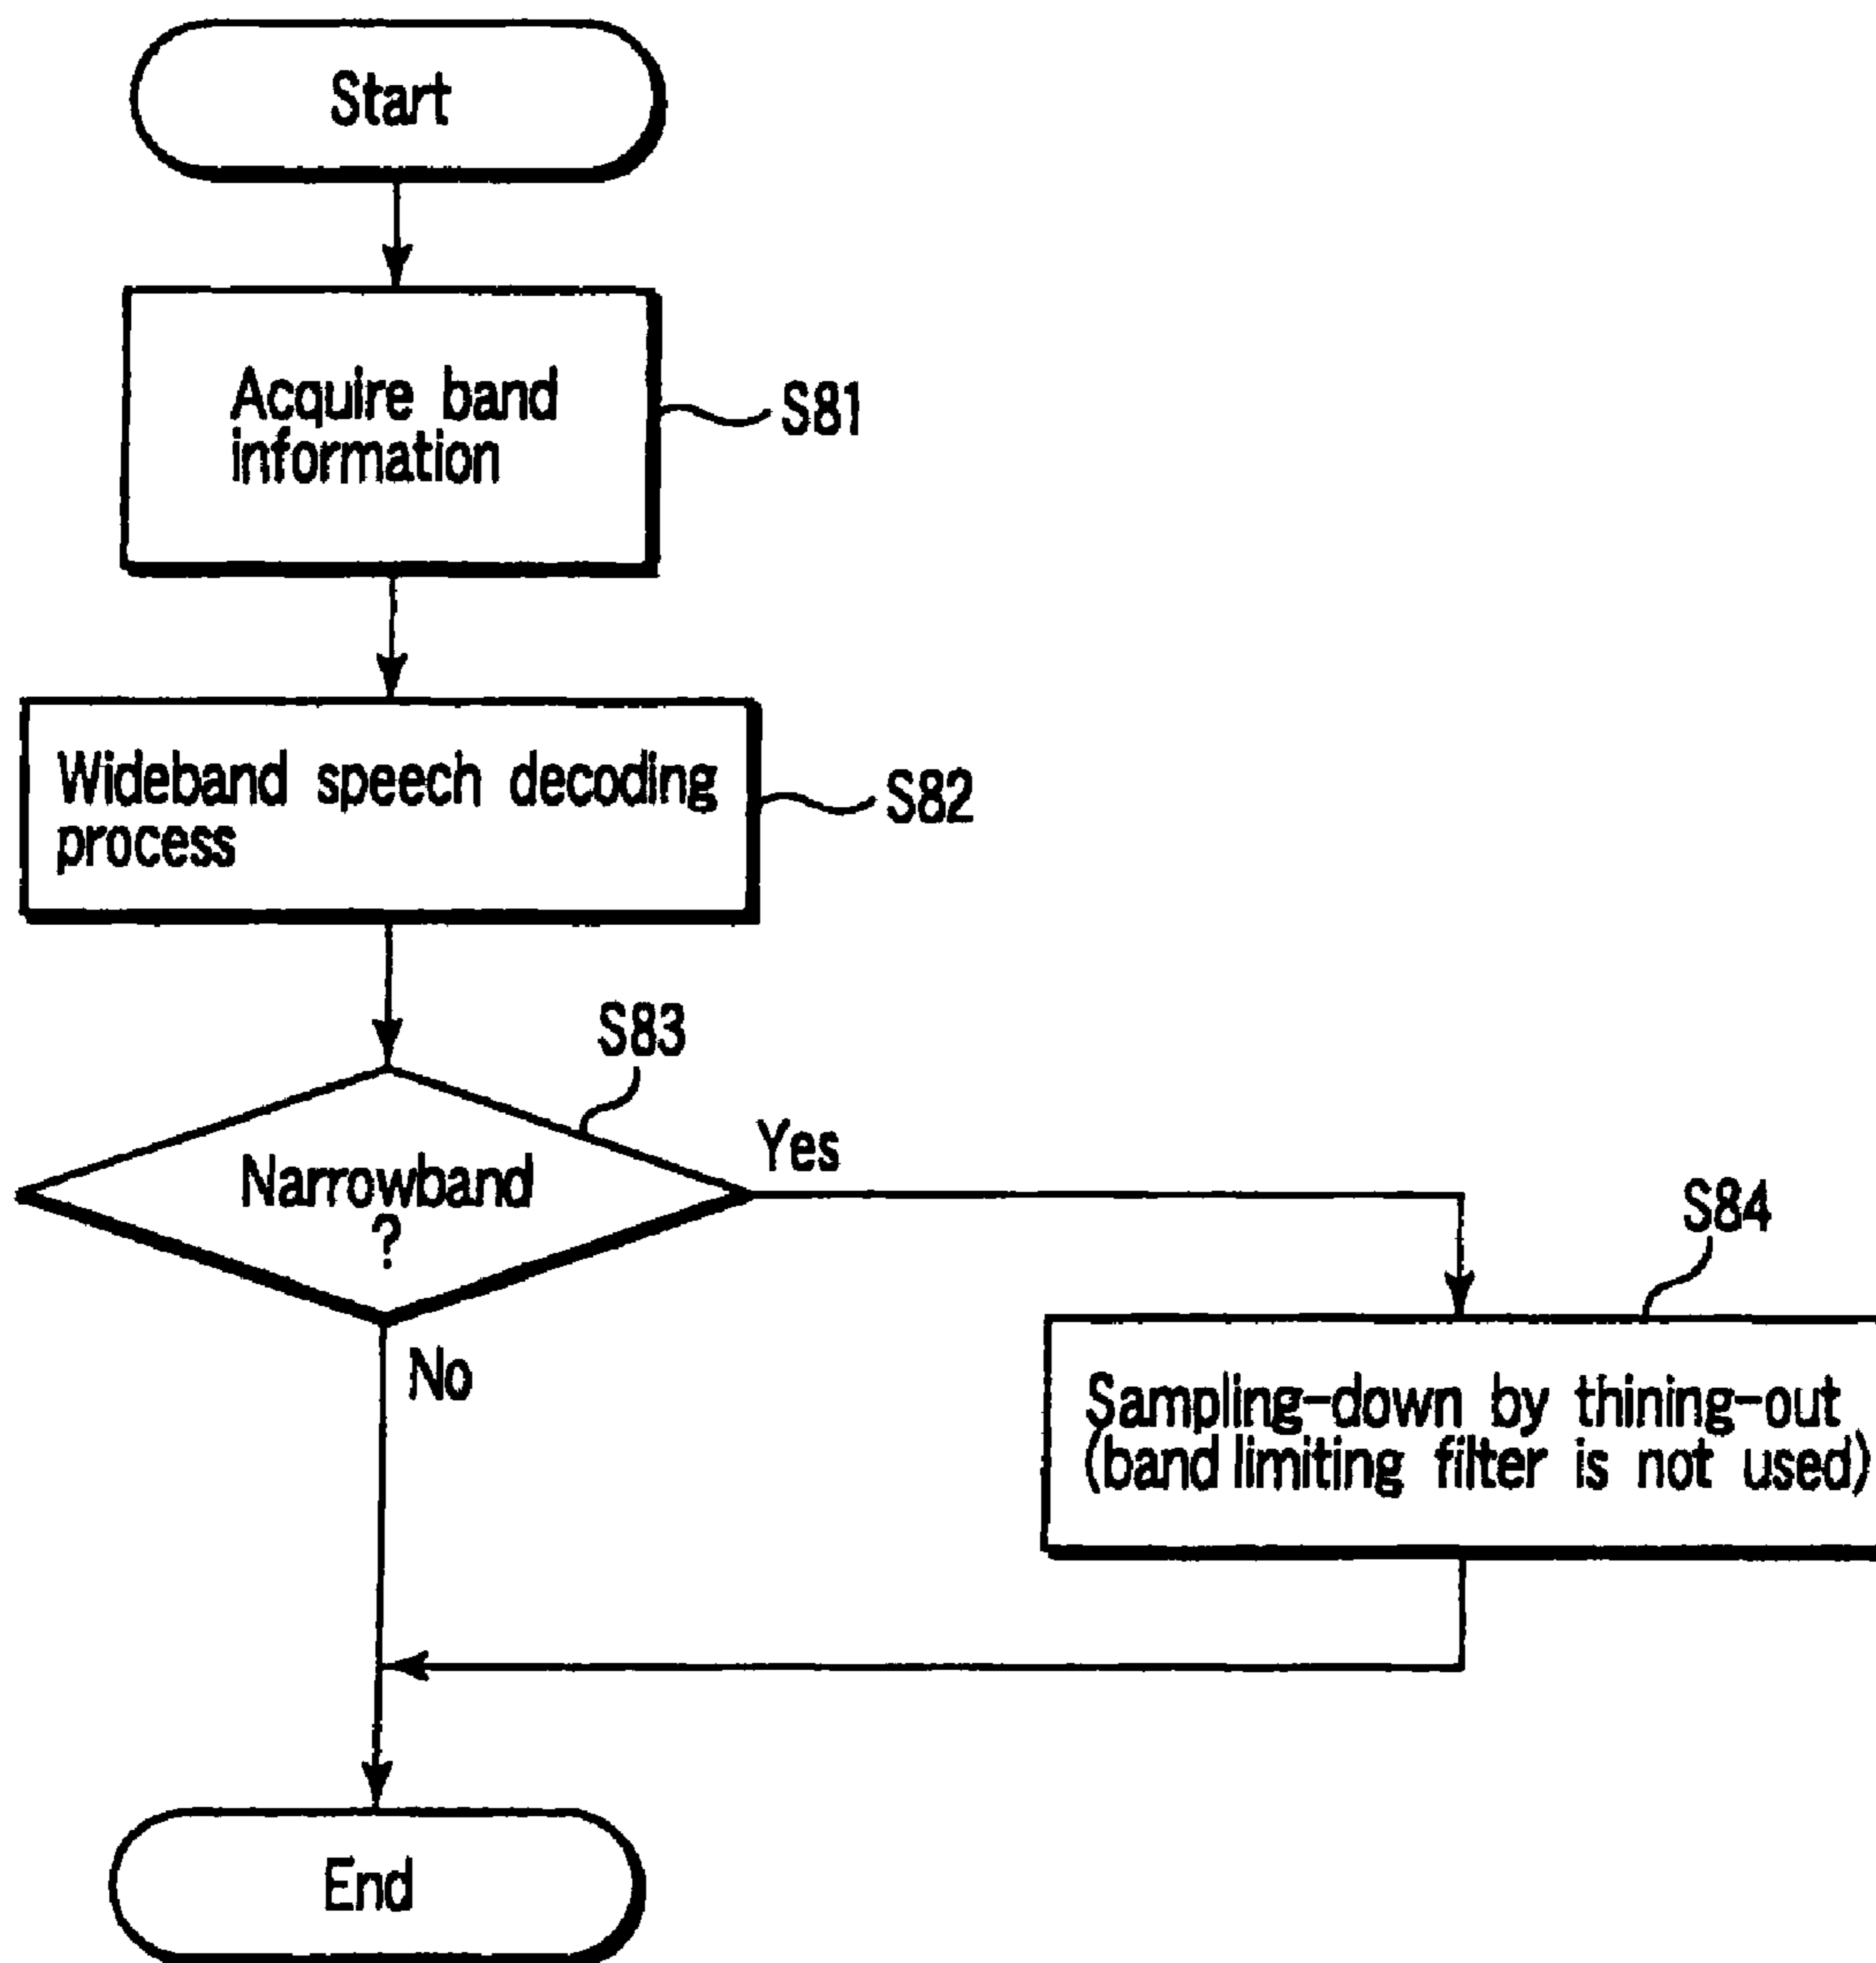 Start
Acquire band
information
S81
Wideband speech decoding
process
S82
S83
Narrowband
?
Yes
No
S84
Sampling-down by thining-out
(band limiting filter is not used)
End